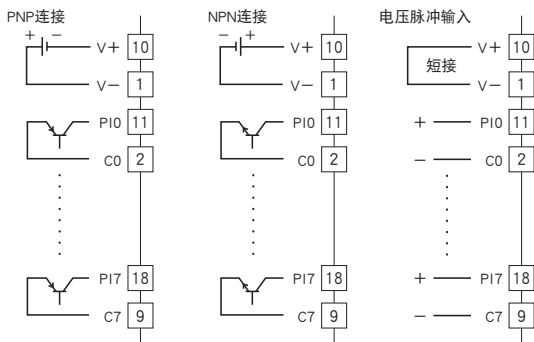 PNP连接
+ −
V+ 10
V− 1
PI0 11
C0 2
PI7 18
C7 9
NPN连接
− +
V+ 10
V− 1
PI0 11
C0 2
PI7 18
C7 9
电压脉冲输入
V+ 10
短接
V− 1
+ PI0 11
− C0 2
+ PI7 18
− C7 9